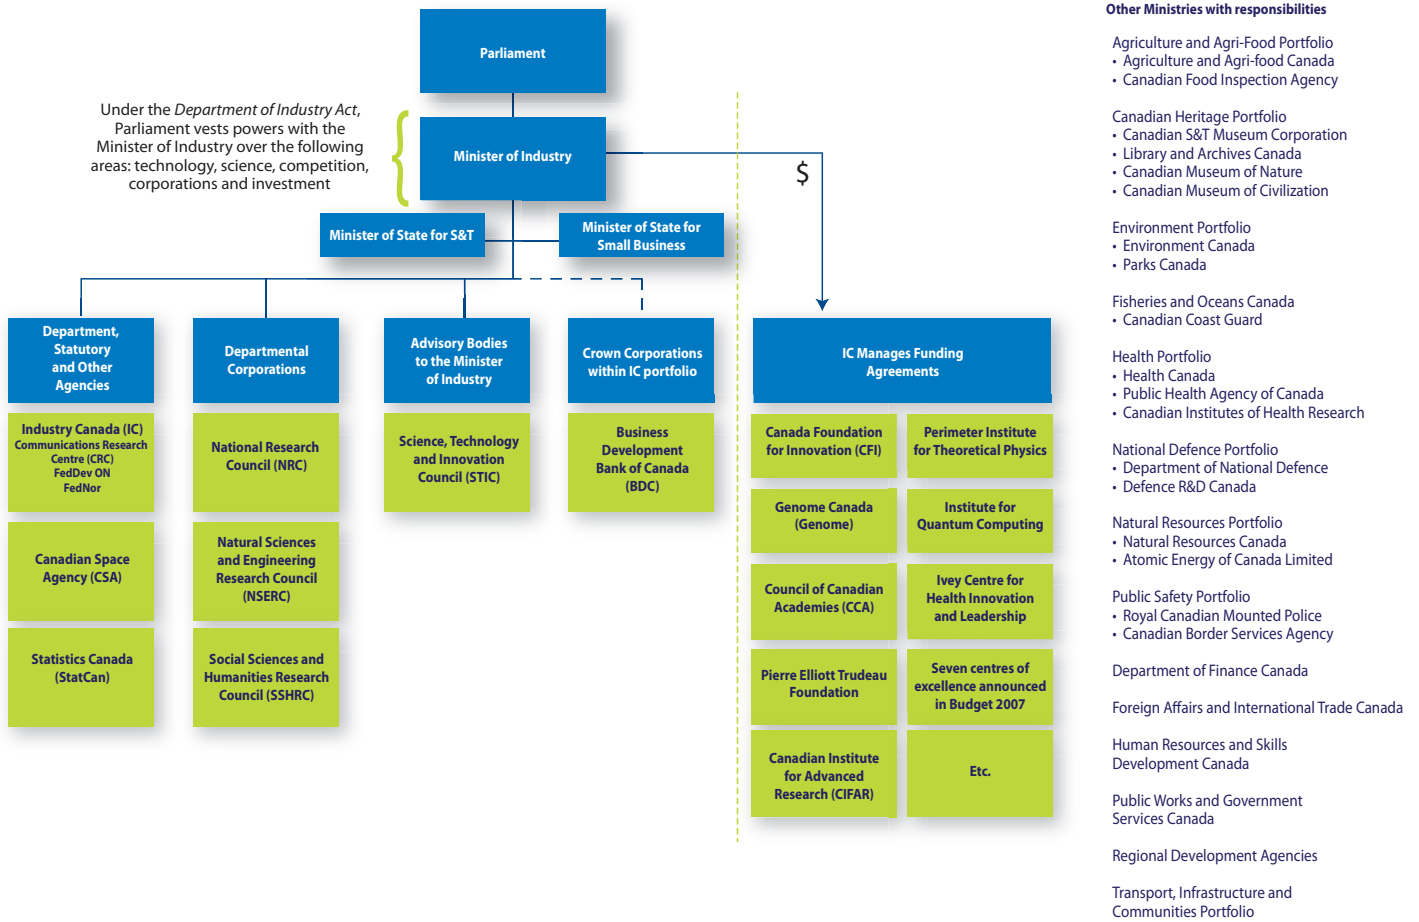 Parliament
Under the Department of Industry Act,
Parliament vests powers with the
Minister of Industry over the following
areas: technology, science, competition,
corporations and investment
Minister of Industry
$
Minister of State for S&T
Minister of State for
Small Business
Department,
Statutory
and Other
Agencies
Departmental
Corporations
Advisory Bodies
to the Minister
of Industry
Crown Corporations
within IC portfolio
IC Manages Funding
Agreements
Industry Canada (IC)
Communications Research
Centre (CRC)
FedDev ON
FedNor
Canadian Space
Agency (CSA)
Statistics Canada
(StatCan)
National Research
Council (NRC)
Natural Sciences
and Engineering
Research Council
(NSERC)
Social Sciences and
Humanities Research
Council (SSHRC)
Science, Technology
and Innovation
Council (STIC)
Business
Development
Bank of Canada
(BDC)
Canada Foundation
for Innovation (CFI)
Genome Canada
(Genome)
Council of Canadian
Academies (CCA)
Pierre Elliott Trudeau
Foundation
Canadian Institute
for Advanced
Research (CIFAR)
Perimeter Institute
for Theoretical Physics
Institute for
Quantum Computing
Ivey Centre for
Health Innovation
and Leadership
Seven centres of
excellence announced
in Budget 2007
Etc.
Other Ministries with responsibilities
Agriculture and Agri-Food Portfolio
• Agriculture and Agri-food Canada
• Canadian Food Inspection Agency
Canadian Heritage Portfolio
• Canadian S&T Museum Corporation
• Library and Archives Canada
• Canadian Museum of Nature
• Canadian Museum of Civilization
Environment Portfolio
• Environment Canada
• Parks Canada
Fisheries and Oceans Canada
• Canadian Coast Guard
Health Portfolio
• Health Canada
• Public Health Agency of Canada
• Canadian Institutes of Health Research
National Defence Portfolio
• Department of National Defence
• Defence R&D Canada
Natural Resources Portfolio
• Natural Resources Canada
• Atomic Energy of Canada Limited
Public Safety Portfolio
• Royal Canadian Mounted Police
• Canadian Border Services Agency
Department of Finance Canada
Foreign Affairs and International Trade Canada
Human Resources and Skills
Development Canada
Public Works and Government
Services Canada
Regional Development Agencies
Transport, Infrastructure and
Communities Portfolio